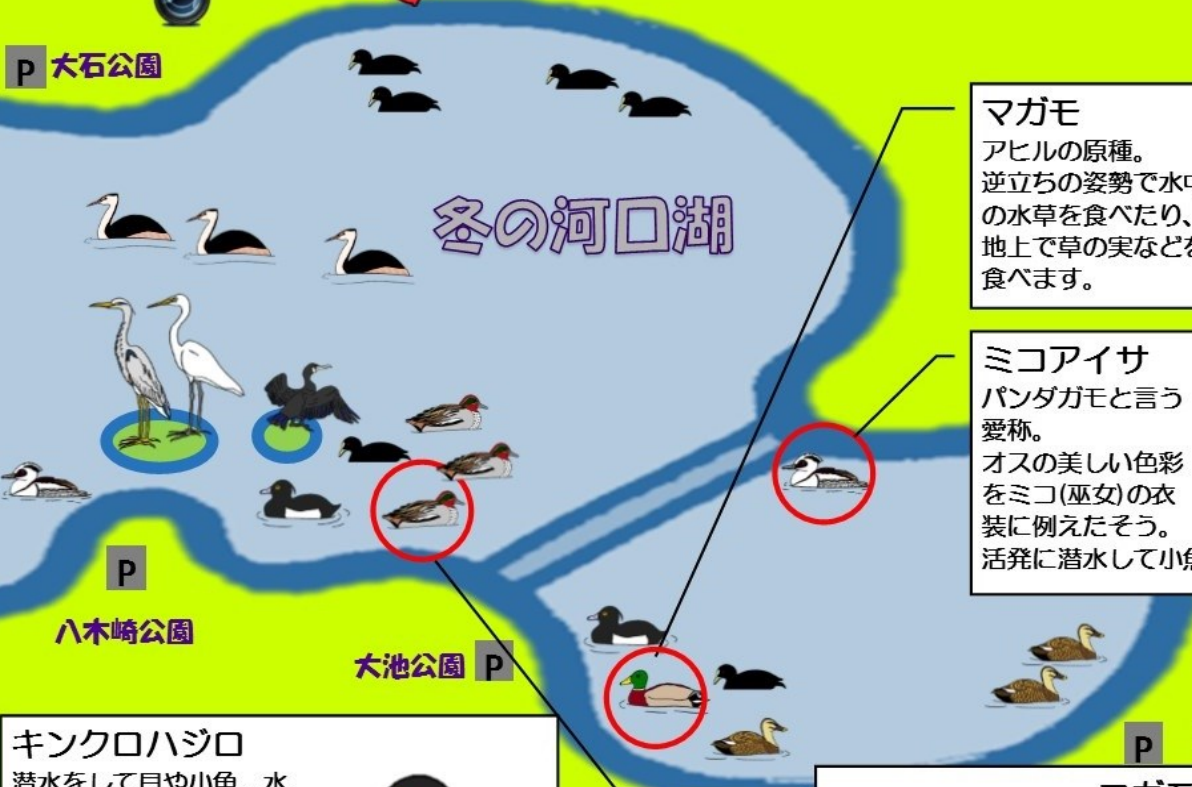 P 大石公園
冬の河口湖
マガモ
アヒルの原種。
逆立ちの姿勢で水中
の水草を食べたり、
地上で草の実などを
食べます。
ミコアイサ
パンダガモと言う
愛称。
オスの美しい色彩
をミコ(巫女)の衣
装に例えたそう。
活発に潜水して小魚
P
八木崎公園
大池公園 P
P
キンクロハジロ
潜水をして貝や小魚、水